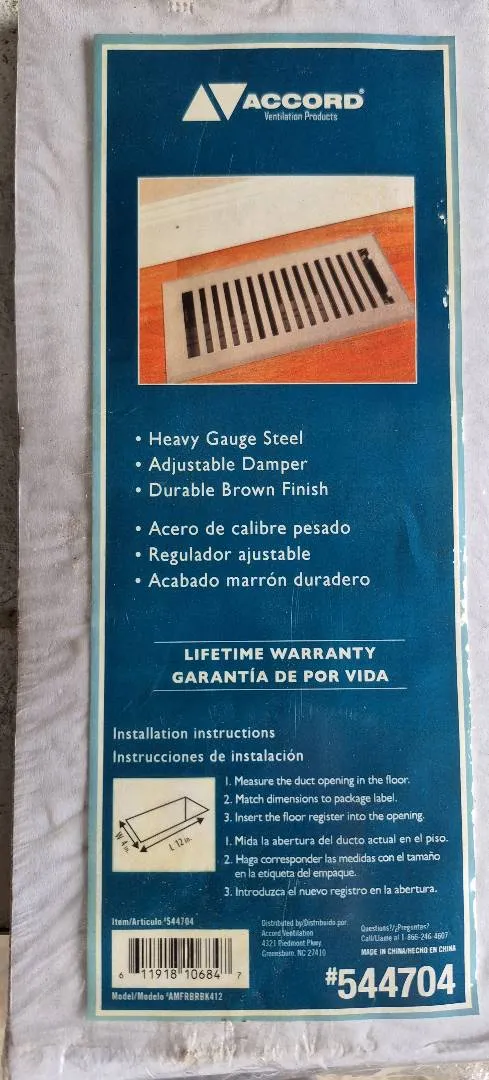 ACCORD®
Ventilation Products
• Heavy Gauge Steel
• Adjustable Damper
• Durable Brown Finish
• Acero de calibre pesado
• Regulador ajustable
• Acabado marrón duradero
LIFETIME WARRANTY
GARANTÍA DE POR VIDA
Installation instructions
Instrucciones de instalación
W 4 in.
L 12 in.
1. Measure the duct opening in the floor.
2. Match dimensions to package label.
3. Insert the floor register into the opening.
1. Mida la abertura del ducto actual en el piso.
2. Haga corresponder las medidas con el tamaño
en la etiqueta del empaque.
3. Introduzca el nuevo registro en la abertura.
Item/Artículo #544704
6 11918 10684 7
Model/Modelo #AMFRBRBK412
Distributed by/Distribuido por:
Accord Ventilation
4321 Piedmont Pkwy.
Greensboro, NC 27410
Questions?/¿Preguntas?
Call/Llame al 1-866-246-4607
MADE IN CHINA/HECHO EN CHINA
#544704